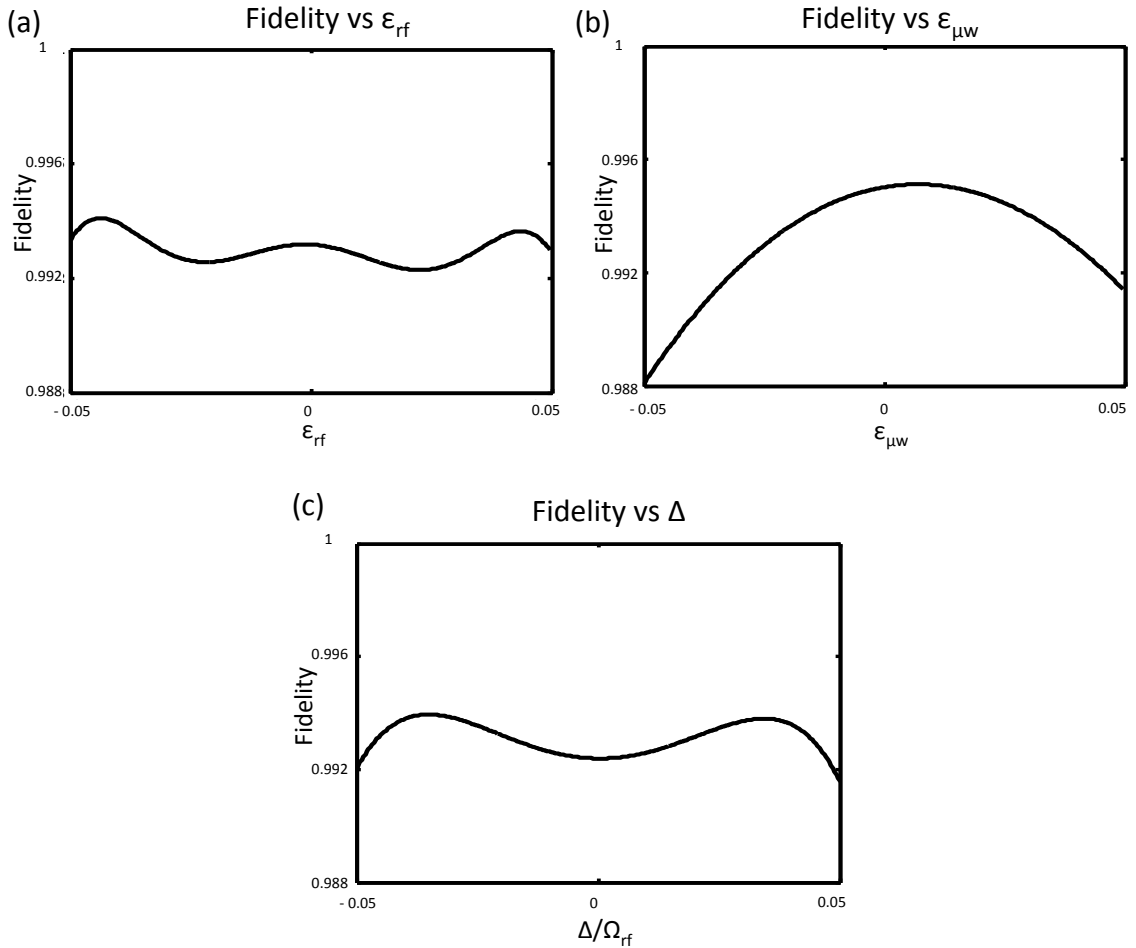 (a)
Fidelity vs ε_rf
1
0.996
0.992
0.988
Fidelity
- 0.05
0
0.05
ε_rf
(b)
Fidelity vs ε_μw
1
0.996
0.992
0.988
Fidelity
- 0.05
0
0.05
ε_μw
(c)
Fidelity vs Δ
1
0.996
0.992
0.988
Fidelity
- 0.05
0
0.05
Δ/Ω_rf